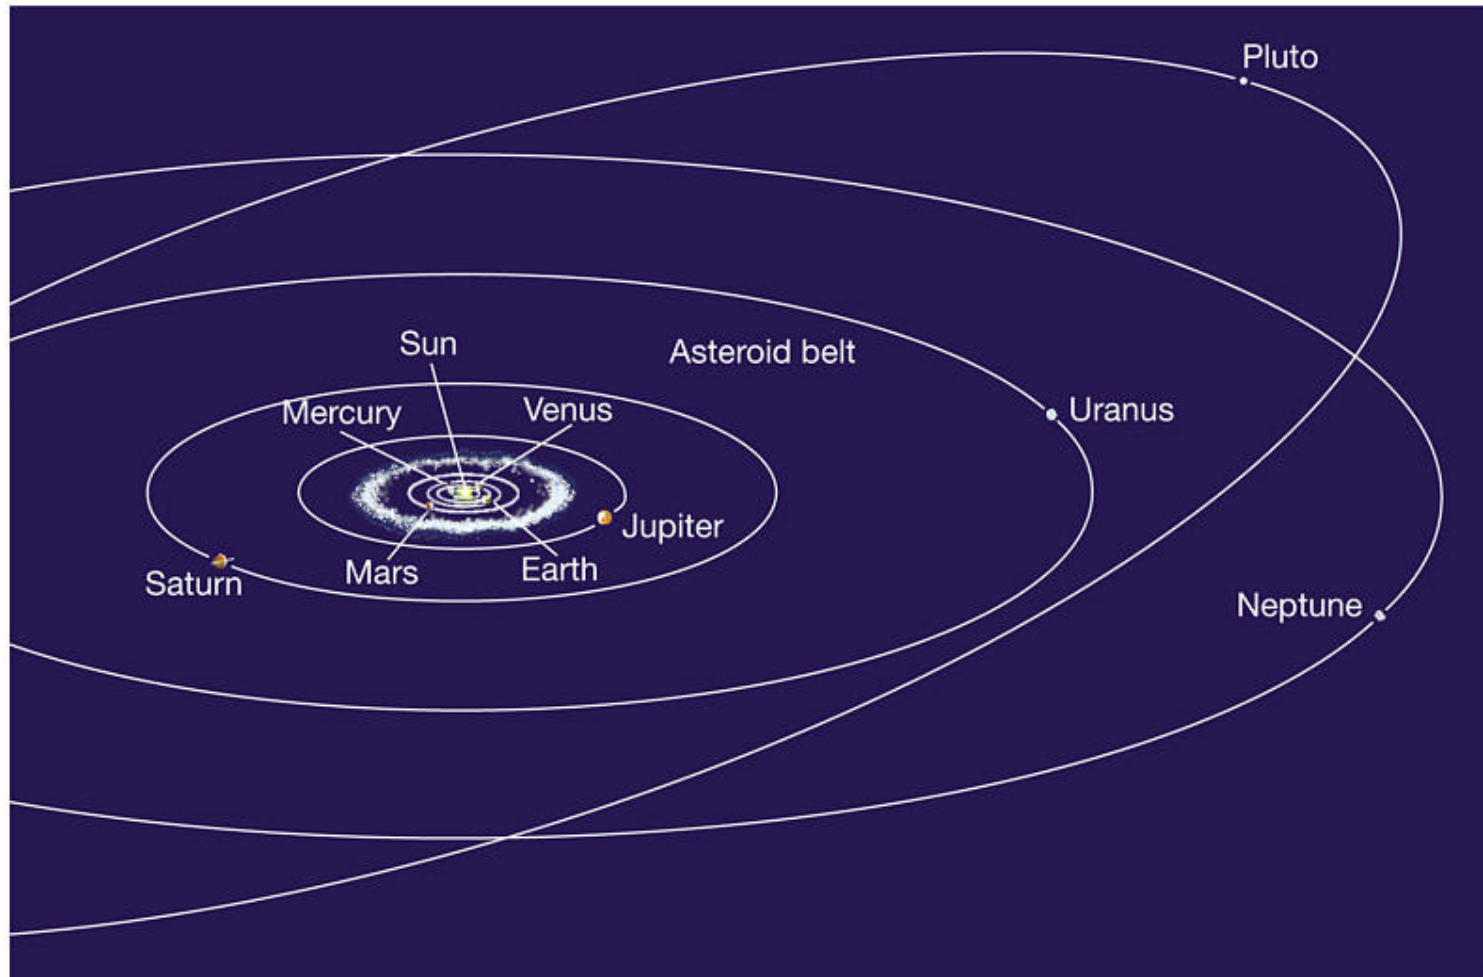 Pluto
Sun
Asteroid belt
Mercury
Venus
Uranus
Jupiter
Saturn
Mars
Earth
Neptune